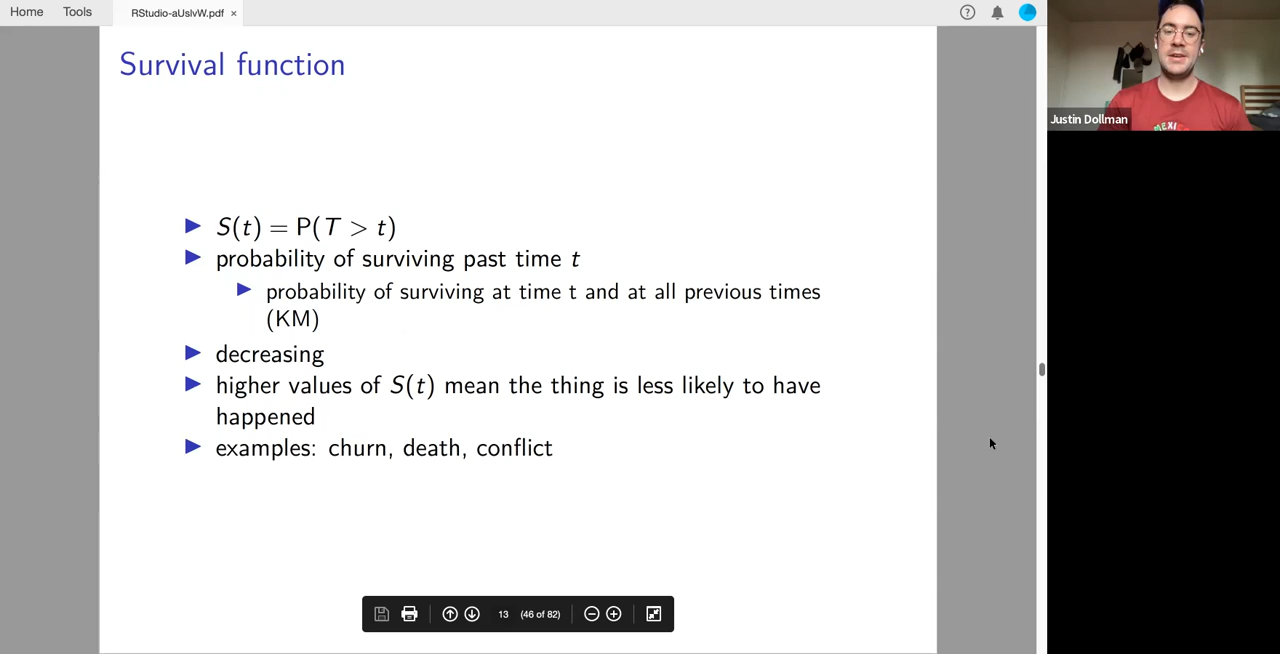 Home Tools RStudio-aUslvW.pdf ×
Survival function
S(t) = P(T > t)
probability of surviving past time t
probability of surviving at time t and at all previous times
(KM)
decreasing
higher values of S(t) mean the thing is less likely to have
happened
examples: churn, death, conflict
13 (46 of 82)
Justin Dollman
MEXI